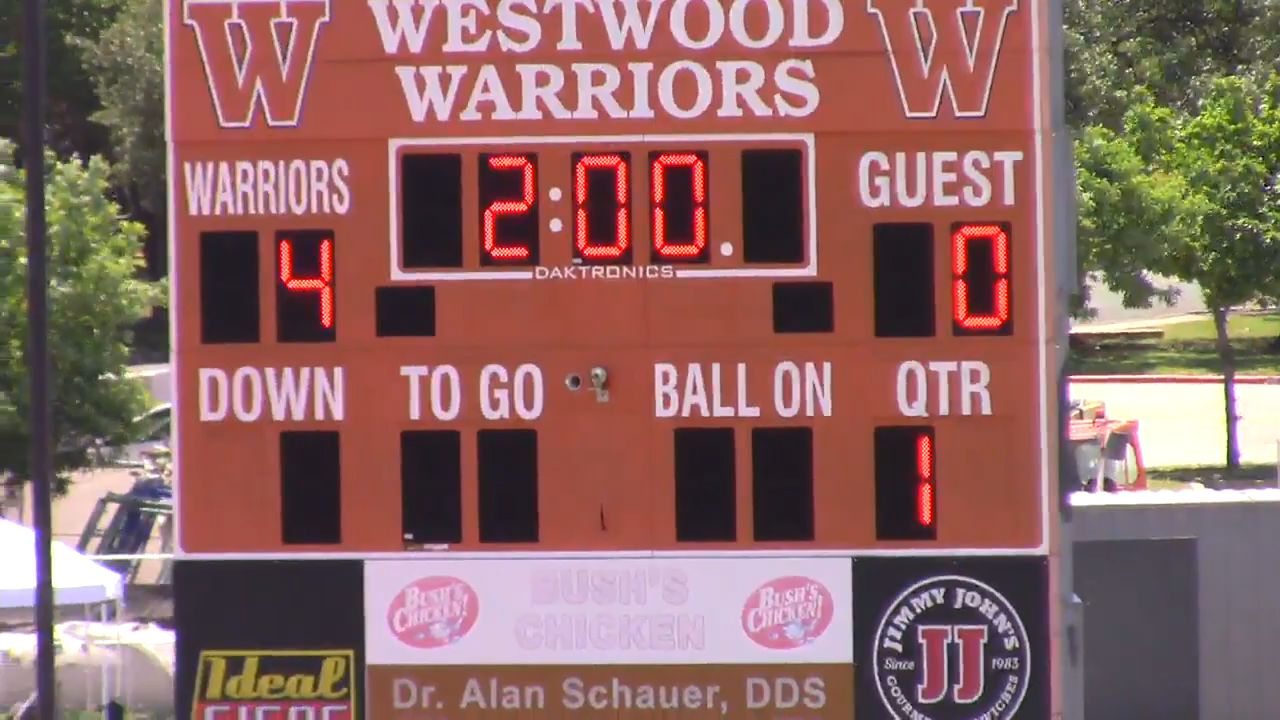 W WESTWOOD W
WARRIORS
WARRIORS 2:00. GUEST
4 DAKTRONICS 0
DOWN TO GO BALL ON QTR
1
BUSH'S CHICKEN! BUSH'S CHICKEN BUSH'S CHICKEN!
JIMMY JOHN'S
Since JJ 1983
Ideal
Dr. Alan Schauer, DDS